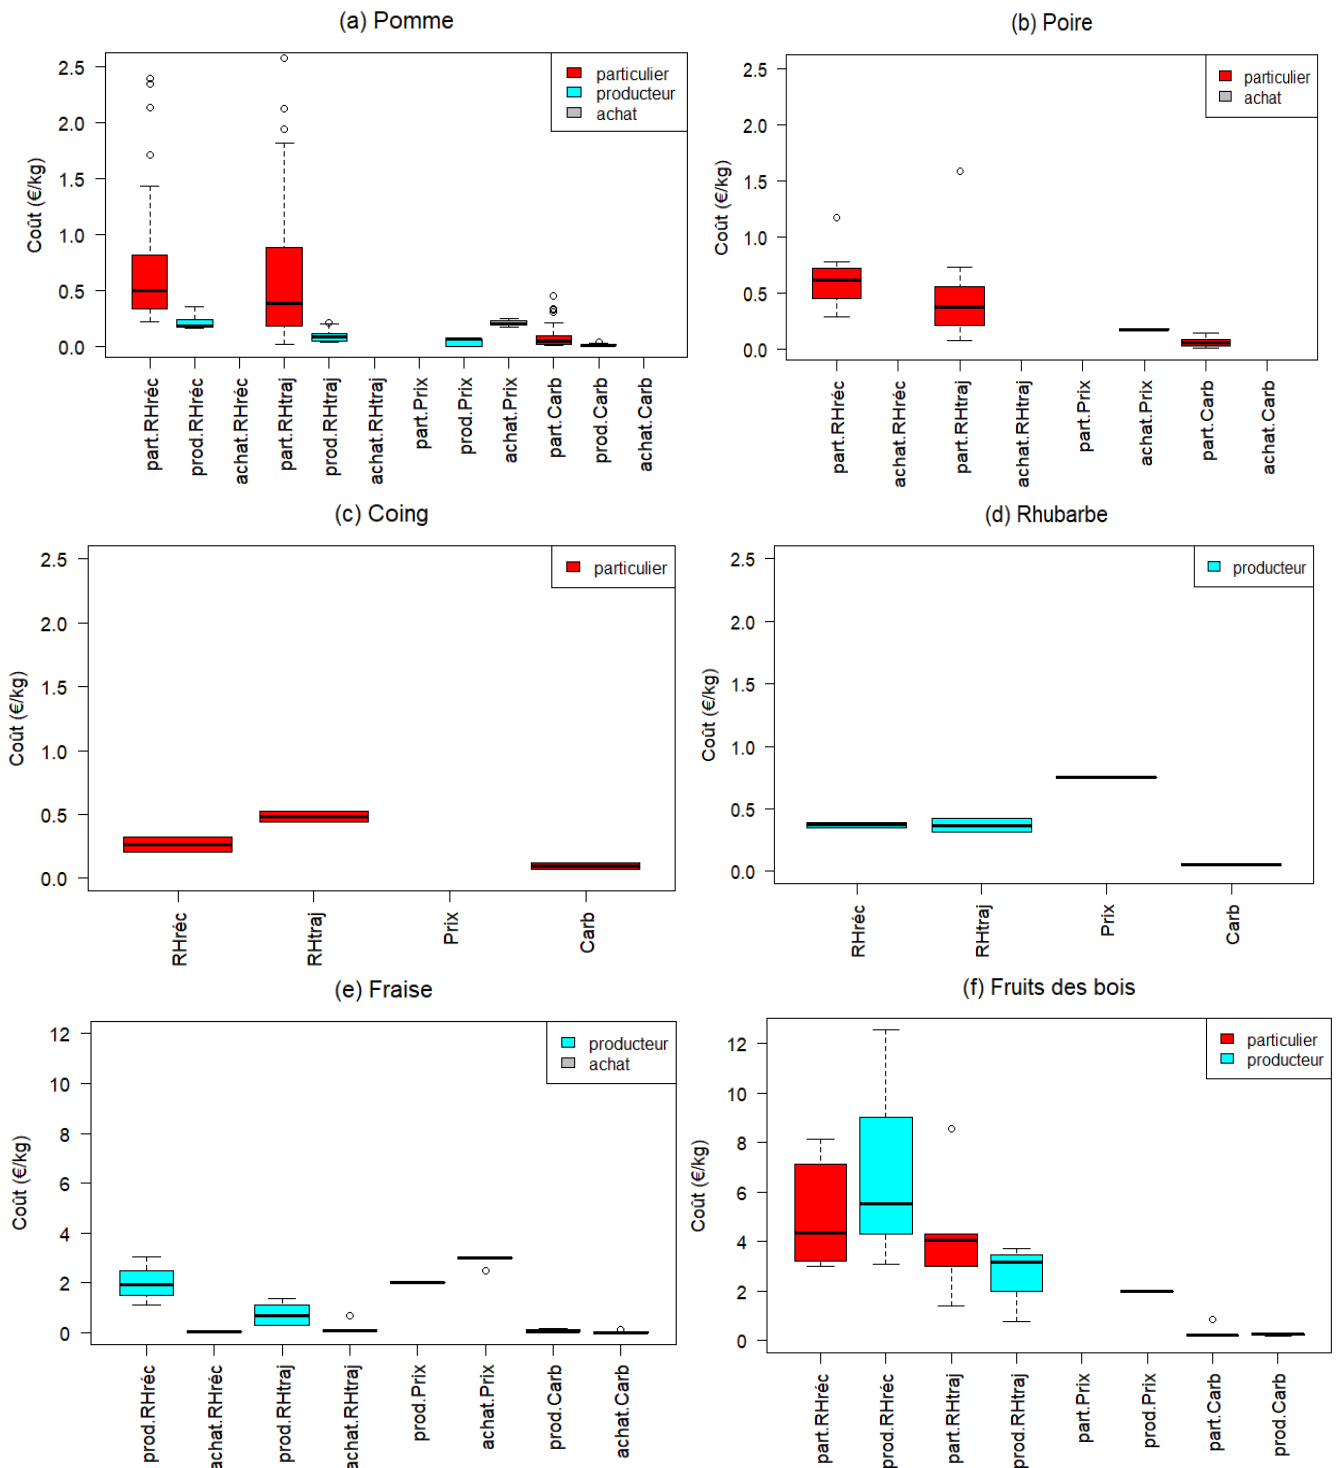 (a) Pomme
Coût (€/kg)
2.5
2.0
1.5
1.0
0.5
0.0
particulier
producteur
achat
part.RHréc
prod.RHréc
achat.RHréc
part.RHtraj
prod.RHtraj
achat.RHtraj
part.Prix
prod.Prix
achat.Prix
part.Carb
prod.Carb
achat.Carb
(b) Poire
Coût (€/kg)
2.5
2.0
1.5
1.0
0.5
0.0
particulier
achat
part.RHréc
achat.RHréc
part.RHtraj
achat.RHtraj
part.Prix
achat.Prix
part.Carb
achat.Carb
(c) Coing
Coût (€/kg)
2.5
2.0
1.5
1.0
0.5
0.0
particulier
RHréc
RHtraj
Prix
Carb
(d) Rhubarbe
Coût (€/kg)
2.5
2.0
1.5
1.0
0.5
0.0
producteur
RHréc
RHtraj
Prix
Carb
(e) Fraise
Coût (€/kg)
12
10
8
6
4
2
0
producteur
achat
prod.RHréc
achat.RHréc
prod.RHtraj
achat.RHtraj
prod.Prix
achat.Prix
prod.Carb
achat.Carb
(f) Fruits des bois
Coût (€/kg)
12
10
8
6
4
2
0
particulier
producteur
part.RHréc
prod.RHréc
part.RHtraj
prod.RHtraj
part.Prix
prod.Prix
part.Carb
prod.Carb